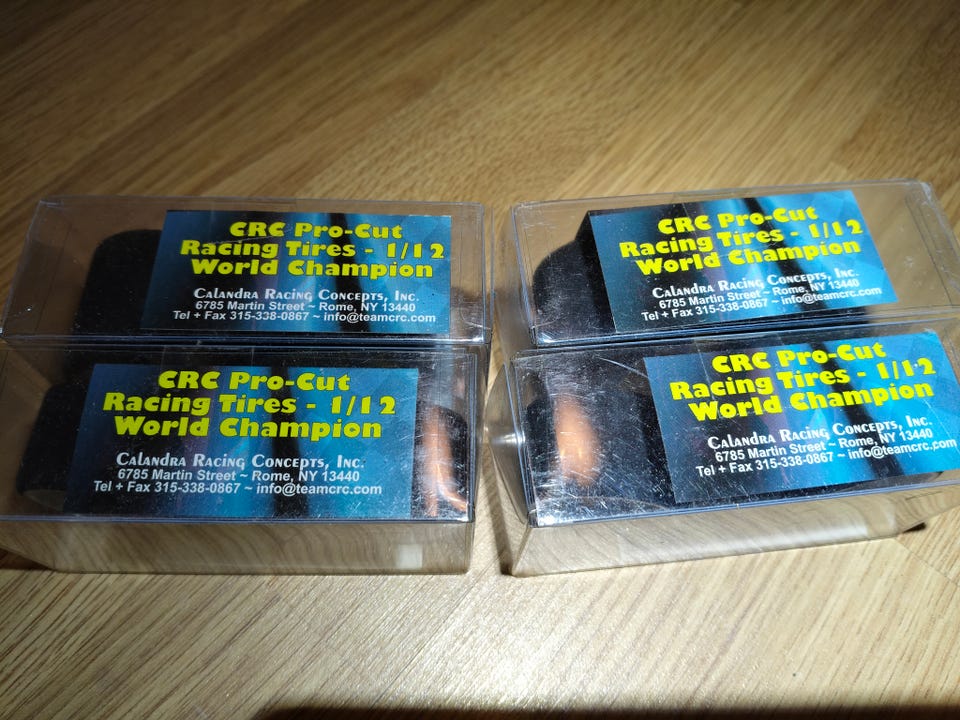 CRC Pro-Cut
Racing Tires - 1/12
World Champion
Calandra Racing Concepts, Inc.
6785 Martin Street ~ Rome, NY 13440
Tel + Fax 315-338-0867 ~ info@teamcrc.com
CRC Pro-Cut
Racing Tires - 1/12
World Champion
Calandra Racing Concepts, Inc.
6785 Martin Street ~ Rome, NY 13440
Tel + Fax 315-338-0867 ~ info@teamcrc.com
CRC Pro-Cut
Racing Tires - 1/12
World Champion
Calandra Racing Concepts, Inc.
6785 Martin Street ~ Rome, NY 13440
Tel + Fax 315-338-0867 ~ info@teamcrc.com
CRC Pro-Cut
Racing Tires - 1/12
World Champion
Calandra Racing Concepts, Inc.
6785 Martin Street ~ Rome, NY 13440
Tel + Fax 315-338-0867 ~ info@teamcrc.com